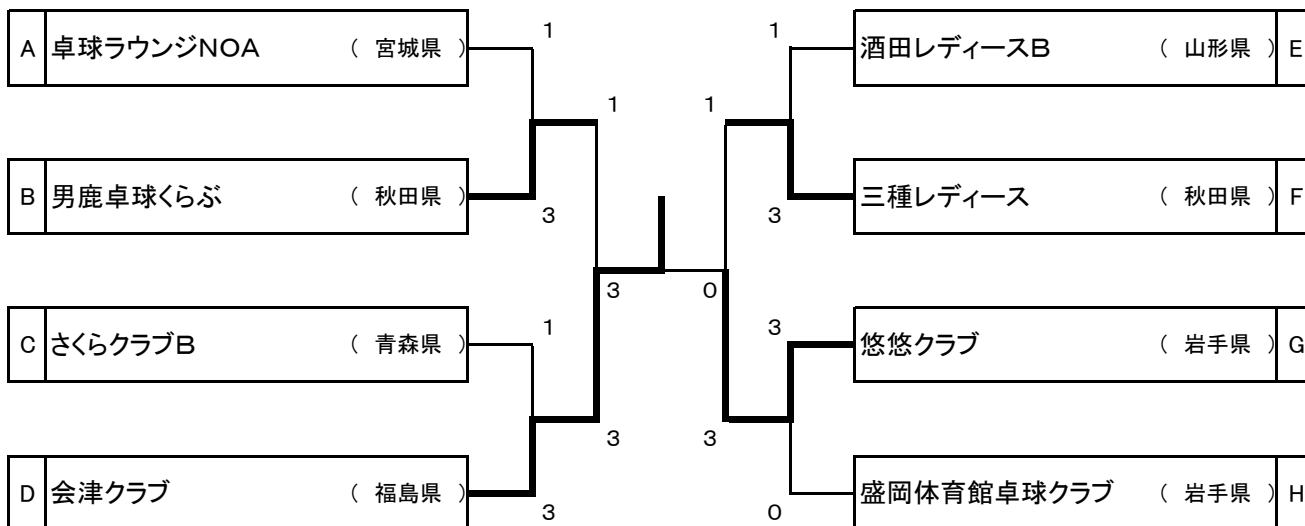 1 1
A 卓球ラウンジNOA ( 宮城県 ) 酒田レディースB ( 山形県 ) E
1 1
B 男鹿卓球くらぶ ( 秋田県 ) 三種レディース ( 秋田県 ) F
3 3
3 0
1 3
C さくらクラブB ( 青森県 ) 悠悠クラブ ( 岩手県 ) G
3 3
D 会津クラブ ( 福島県 ) 盛岡体育館卓球クラブ ( 岩手県 ) H
3 0